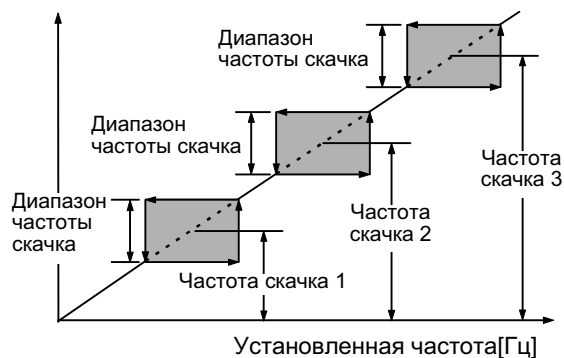 Диапазон
частоты скачка
Диапазон
частоты скачка
Частота
скачка 3
Диапазон
частоты
скачка
Частота
скачка 2
Частота скачка 1
Установленная частота[Гц]